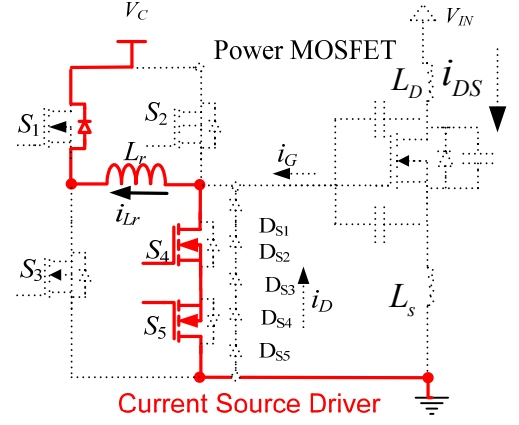 V_C
V_IN
Power MOSFET
L_D
i_DS
S_1
S_2
L_r
i_G
i_Lr
D_S1
S_4
D_S2
S_3
D_S3
i_D
L_s
D_S4
S_5
D_S5
Current Source Driver